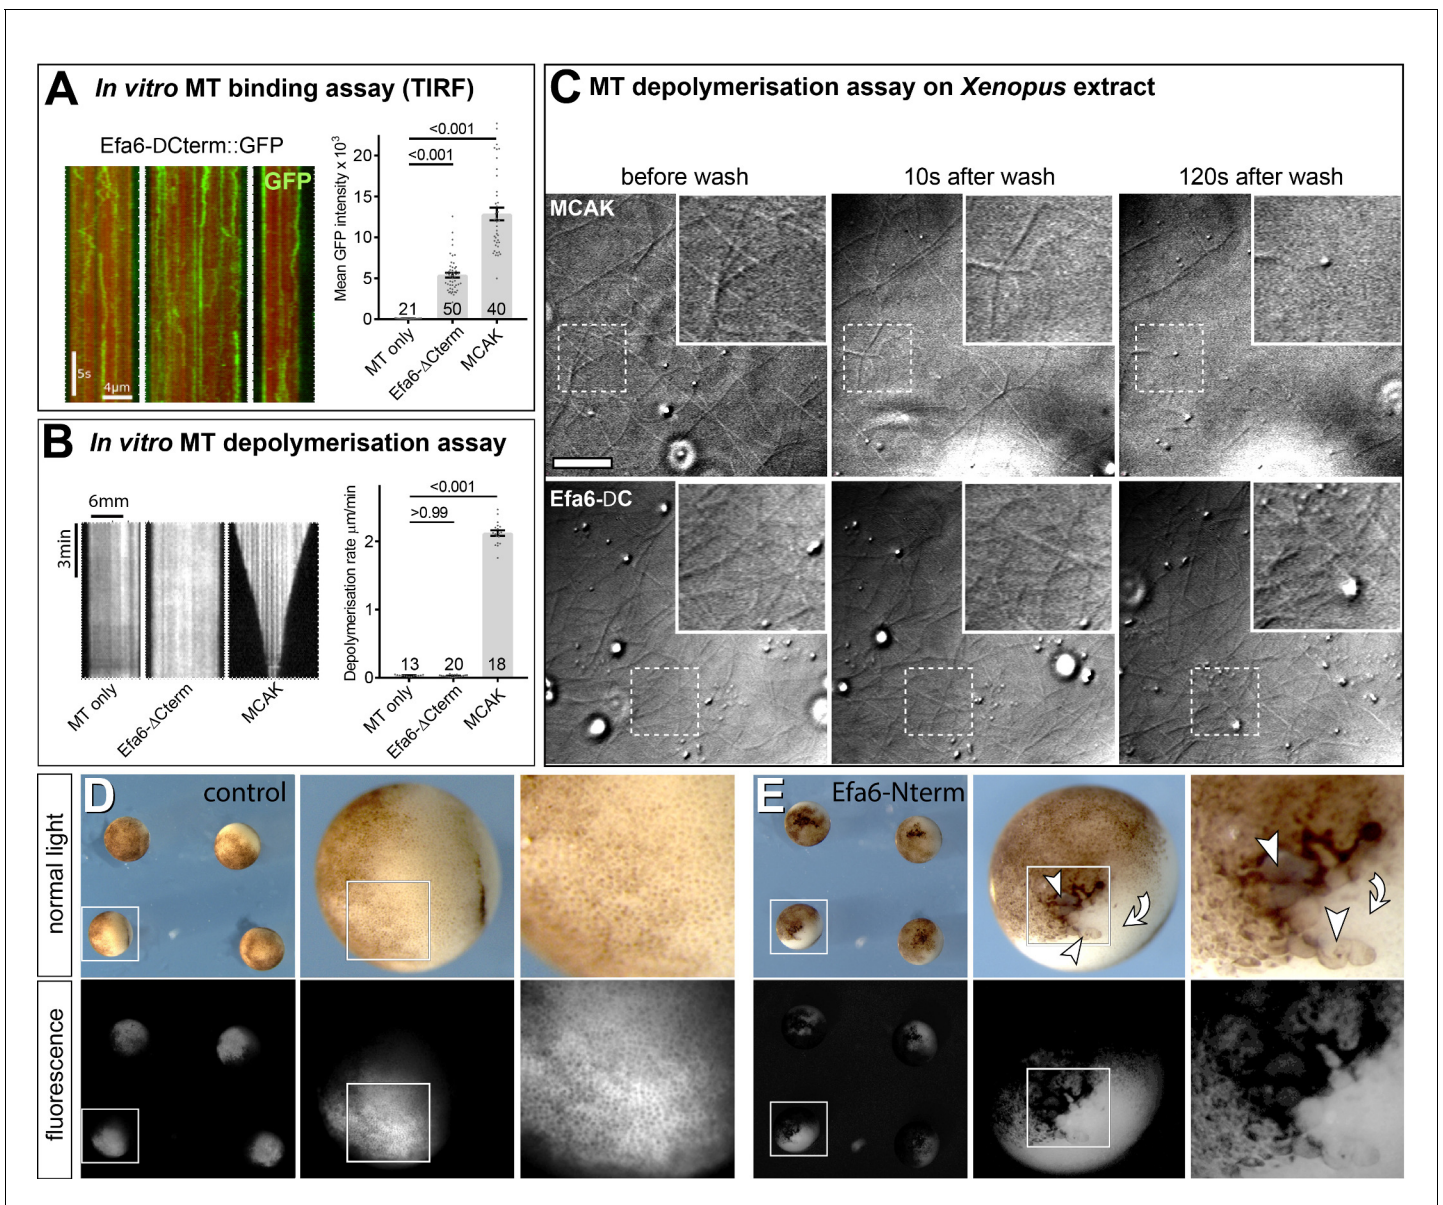 A In vitro MT binding assay (TIRF)
Efa6-DCterm::GFP
GFP
5s
4µm
Mean GFP intensity x 10³
20
15
10
5
0
<0.001
<0.001
21 50 40
MT only
Efa6-ΔCterm
MCAK
B In vitro MT depolymerisation assay
6mm
3min
MT only
Efa6-ΔCterm
MCAK
Depolymerisation rate µm/min
2
1
0
<0.001
>0.99
13 20 18
MT only
Efa6-ΔCterm
MCAK
C MT depolymerisation assay on Xenopus extract
before wash 10s after wash 120s after wash
MCAK
Efa6-DC
normal light
fluorescence
D control
E Efa6-Nterm